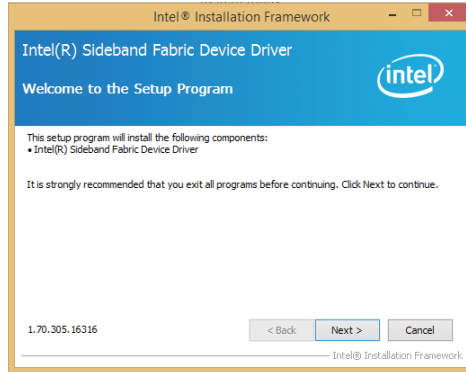 Intel® Installation Framework
Intel(R) Sideband Fabric Device Driver
Welcome to the Setup Program
intel
This setup program will install the following components:
• Intel(R) Sideband Fabric Device Driver
It is strongly recommended that you exit all programs before continuing. Click Next to continue.
1.70.305.16316
< Back Next > Cancel
Intel® Installation Framework